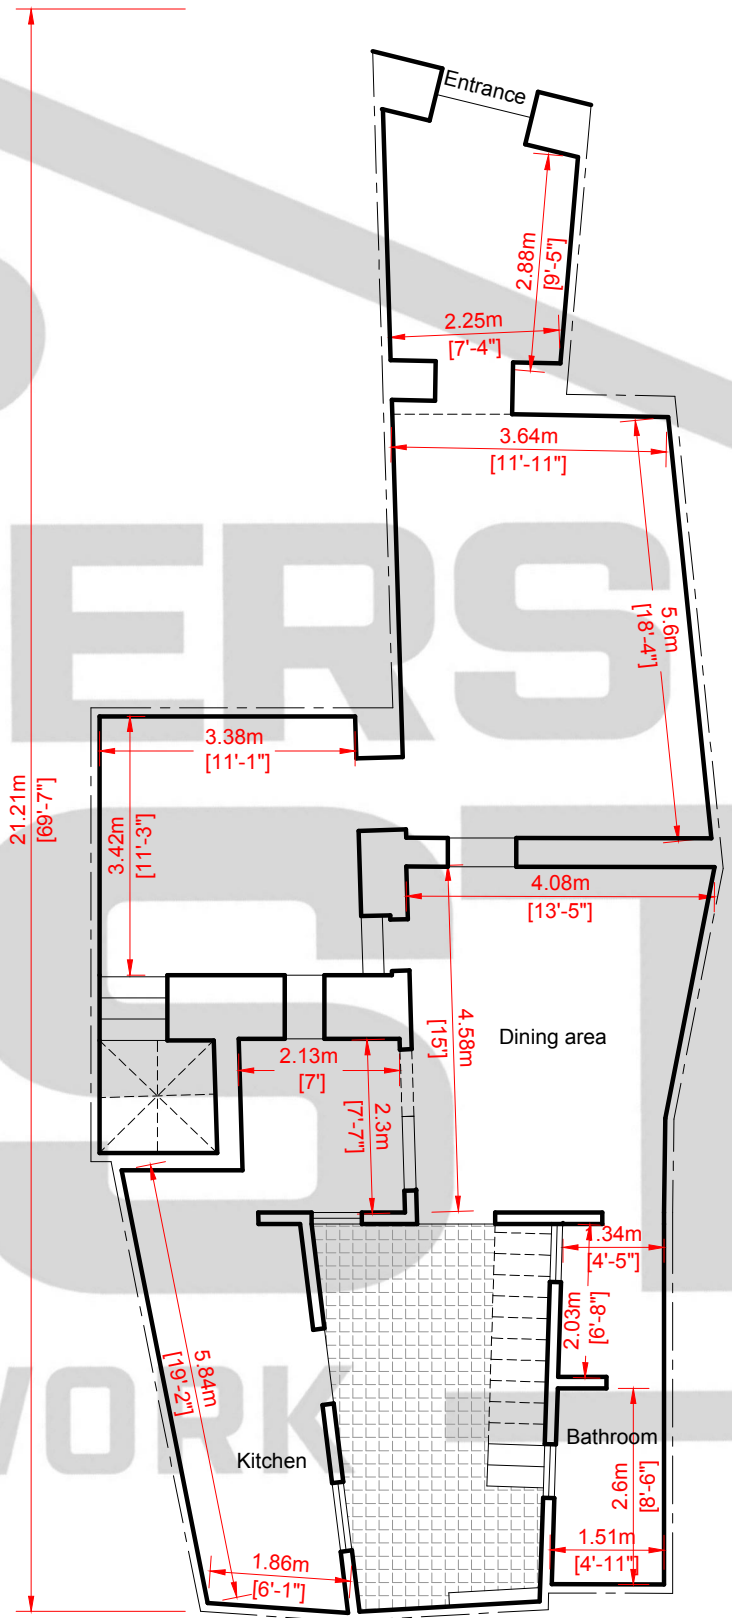 Entrance
2.88m
[9'-5"]
2.25m
[7'-4"]
3.64m
[11'-11"]
5.6m
[18'-4"]
ERS
3.38m
[11'-1"]
21.21m
[69'-7"]
3.42m
[11'-3"]
4.08m
[13'-5"]
4.58m
[15']
Dining area
2.13m
[7']
2.3m
[7'-7"]
ST
.34m
[4'-5"]
2.03m
[6'-8"]
5.84m
[19'-2"]
WORK
Kitchen
Bathroom
2.6m
[8'-6"]
1.51m
[4'-11"]
1.86m
[6'-1"]